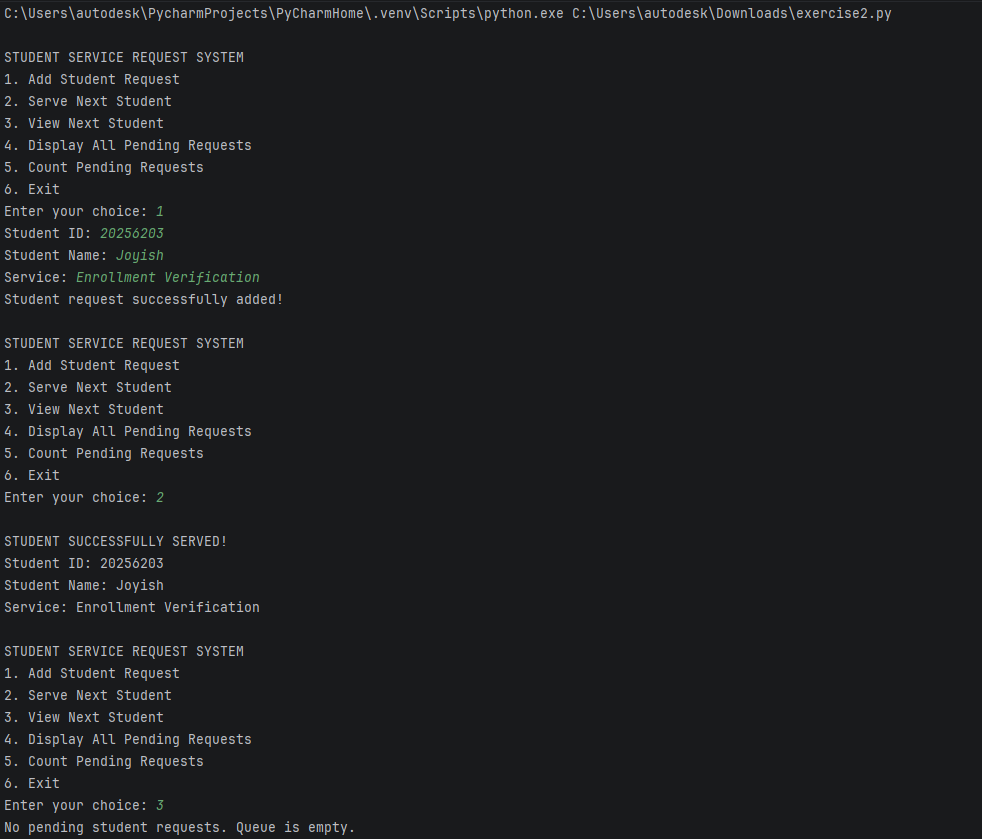 C:\Users\autodesk\PycharmProjects\PyCharmHome\.venv\Scripts\python.exe C:\Users\autodesk\Downloads\exercise2.py
STUDENT SERVICE REQUEST SYSTEM
1. Add Student Request
2. Serve Next Student
3. View Next Student
4. Display All Pending Requests
5. Count Pending Requests
6. Exit
Enter your choice: 1
Student ID: 20256203
Student Name: Joyish
Service: Enrollment Verification
Student request successfully added!
STUDENT SERVICE REQUEST SYSTEM
1. Add Student Request
2. Serve Next Student
3. View Next Student
4. Display All Pending Requests
5. Count Pending Requests
6. Exit
Enter your choice: 2
STUDENT SUCCESSFULLY SERVED!
Student ID: 20256203
Student Name: Joyish
Service: Enrollment Verification
STUDENT SERVICE REQUEST SYSTEM
1. Add Student Request
2. Serve Next Student
3. View Next Student
4. Display All Pending Requests
5. Count Pending Requests
6. Exit
Enter your choice: 3
No pending student requests. Queue is empty.